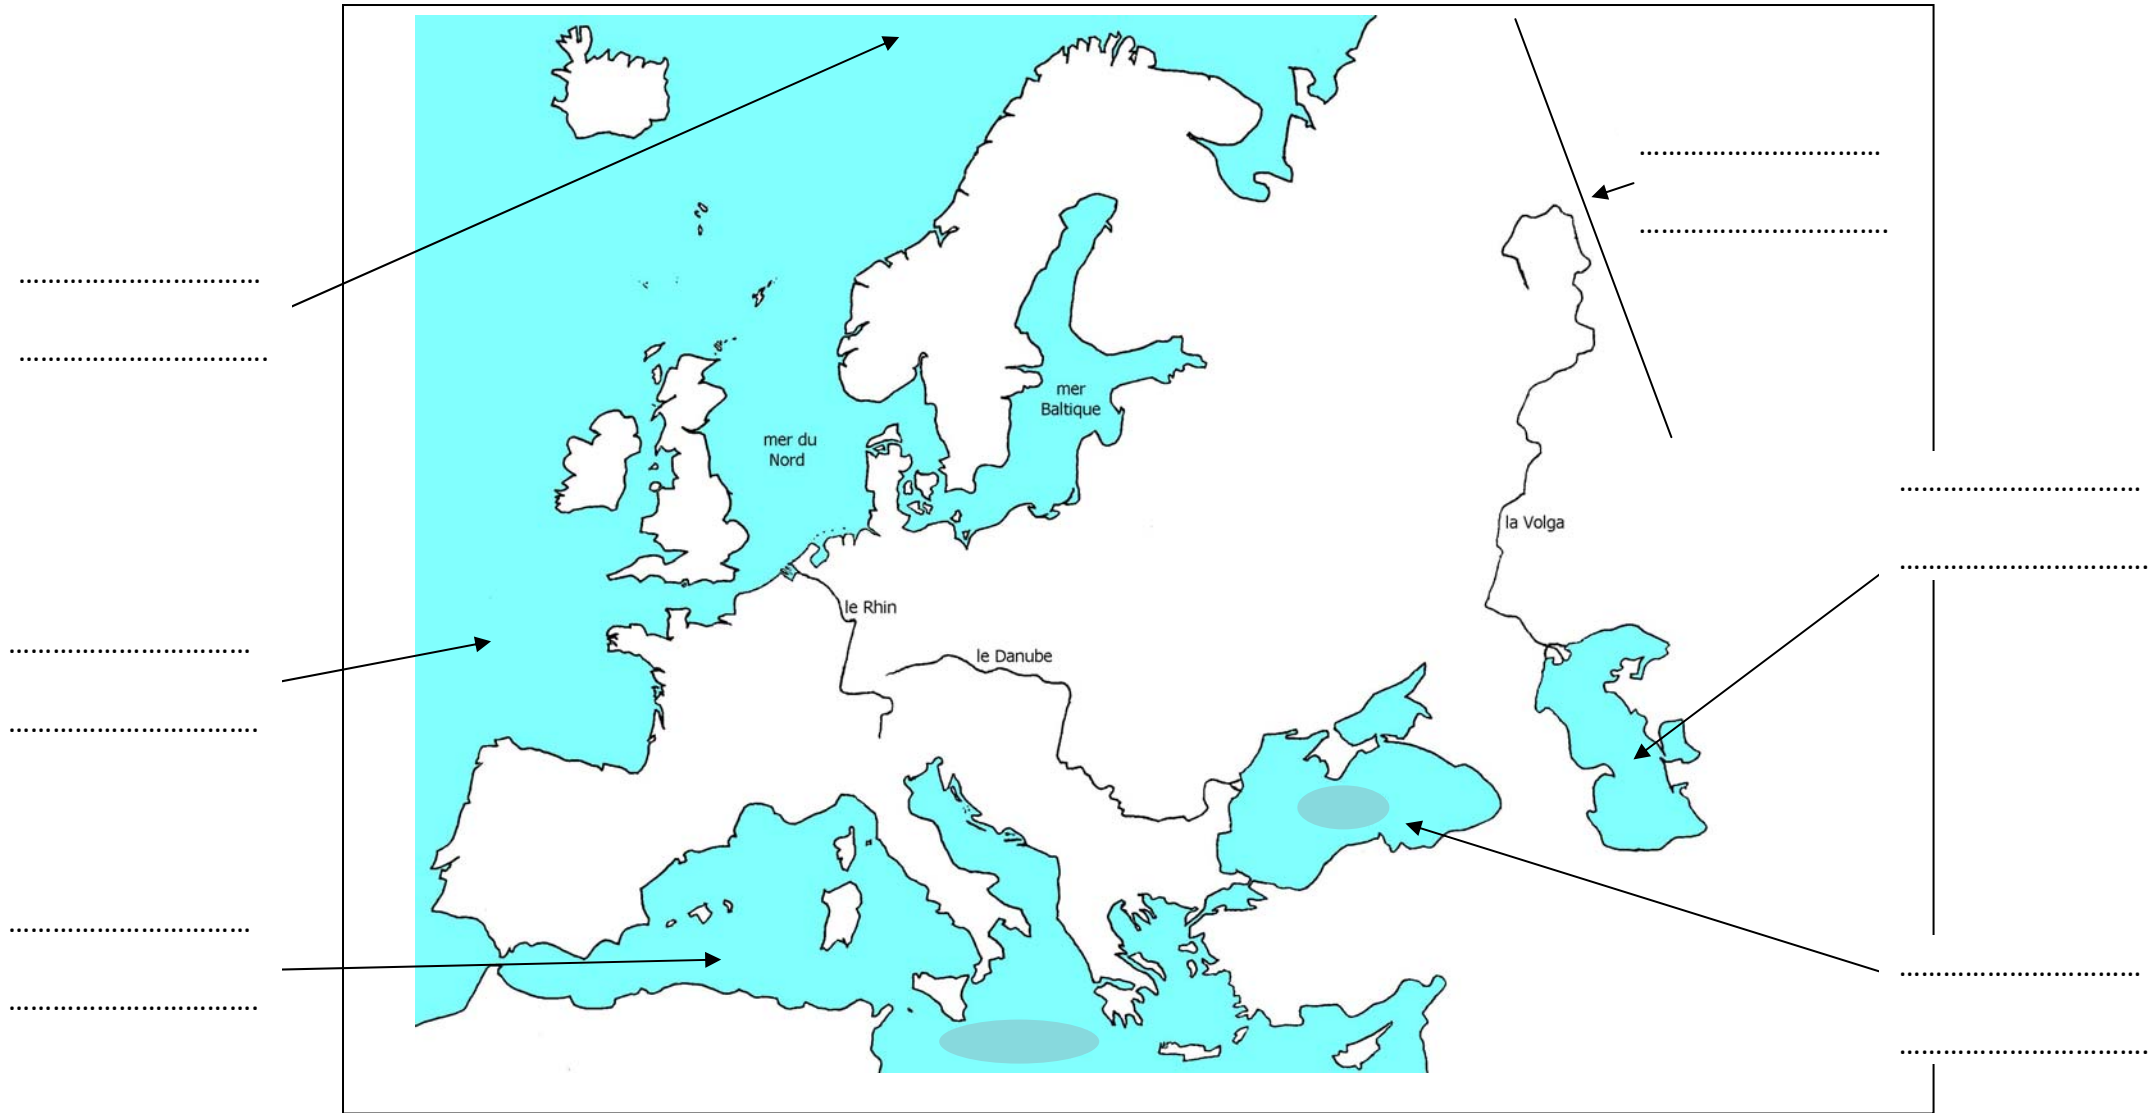 ……………………………
…………………………….
……………………………
…………………………….
mer
Baltique
mer du
Nord
……………………………
…………………………….
la Volga
le Rhin
……………………………
…………………………….
le Danube
……………………………
…………………………….
……………………………
…………………………….